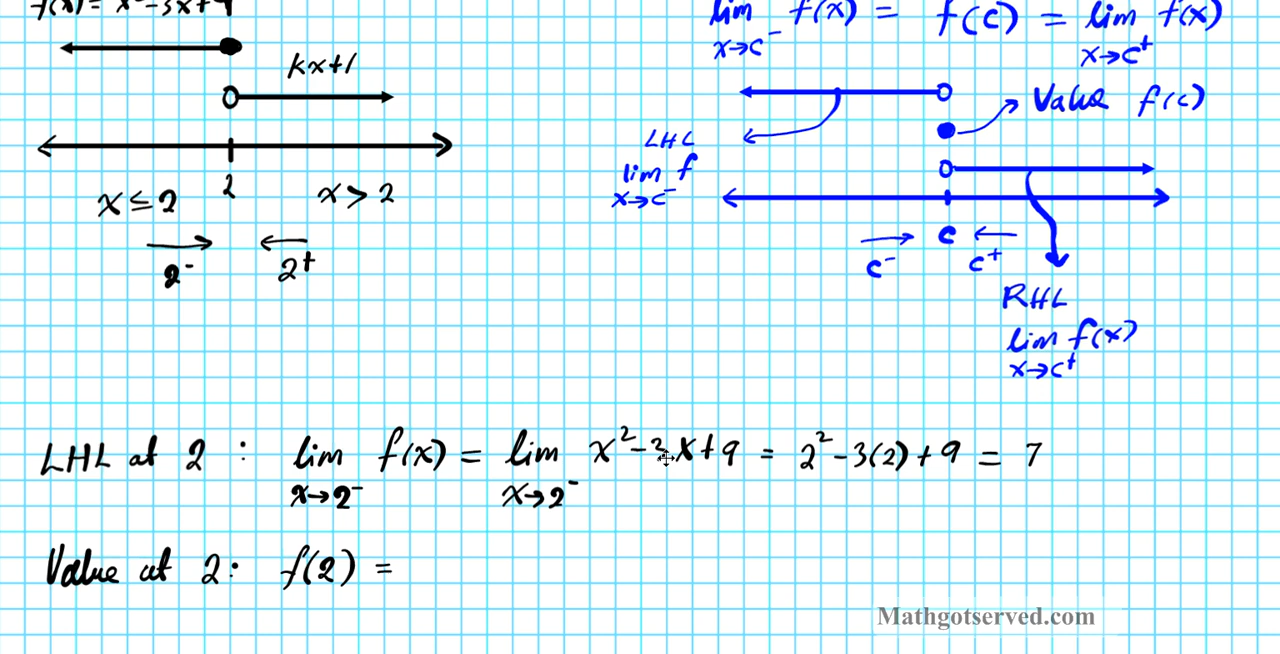 f(x) = x² - 3x + 9
kx+1
2
x ≤ 2
x > 2
2⁻
2⁺
lim f(x) = f(c) = lim f(x)
x→c⁻ x→c⁺
Value f(c)
LHL
lim f
x→c⁻
c
c⁻
c⁺
RHL
lim f(x)
x→c⁺
LHL at 2 : lim f(x) = lim x² - 3x + 9 = 2² - 3(2) + 9 = 7
x→2⁻ x→2⁻
Value at 2: f(2) =
Mathgotserved.com